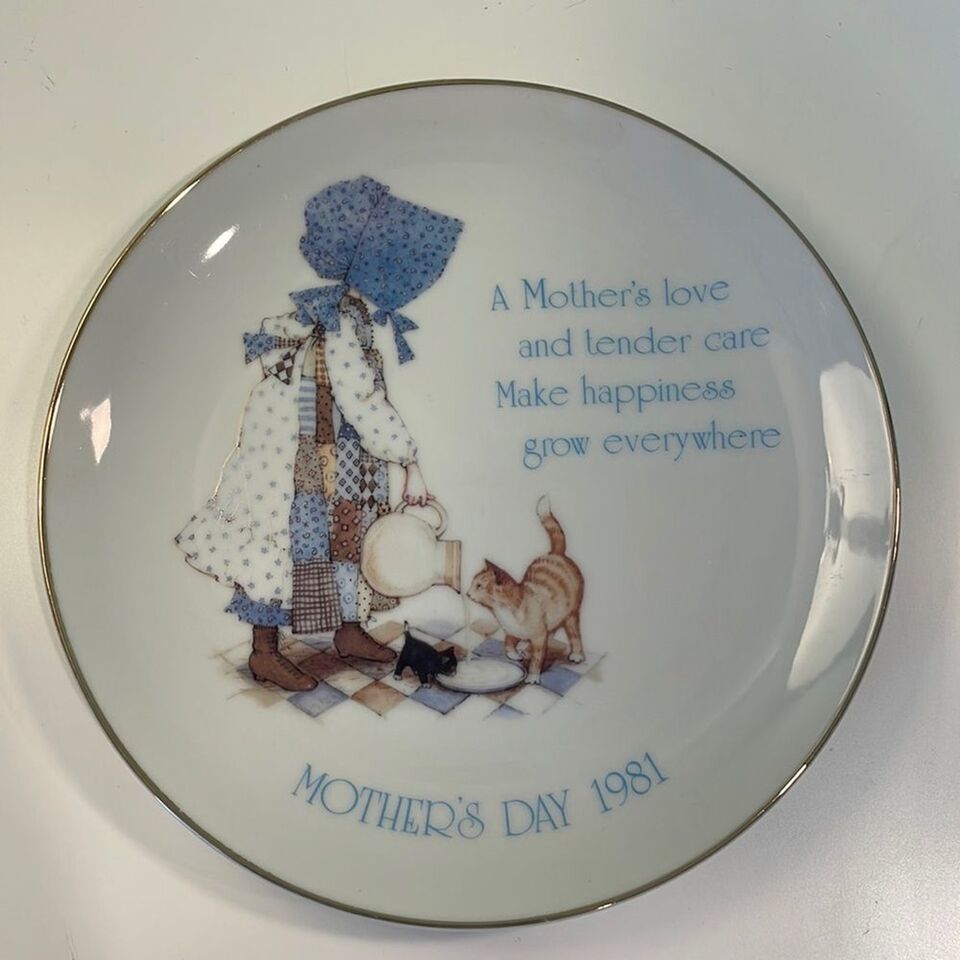 A Mother's love
and tender care
Make happiness
grow everywhere
MOTHER'S DAY 1981